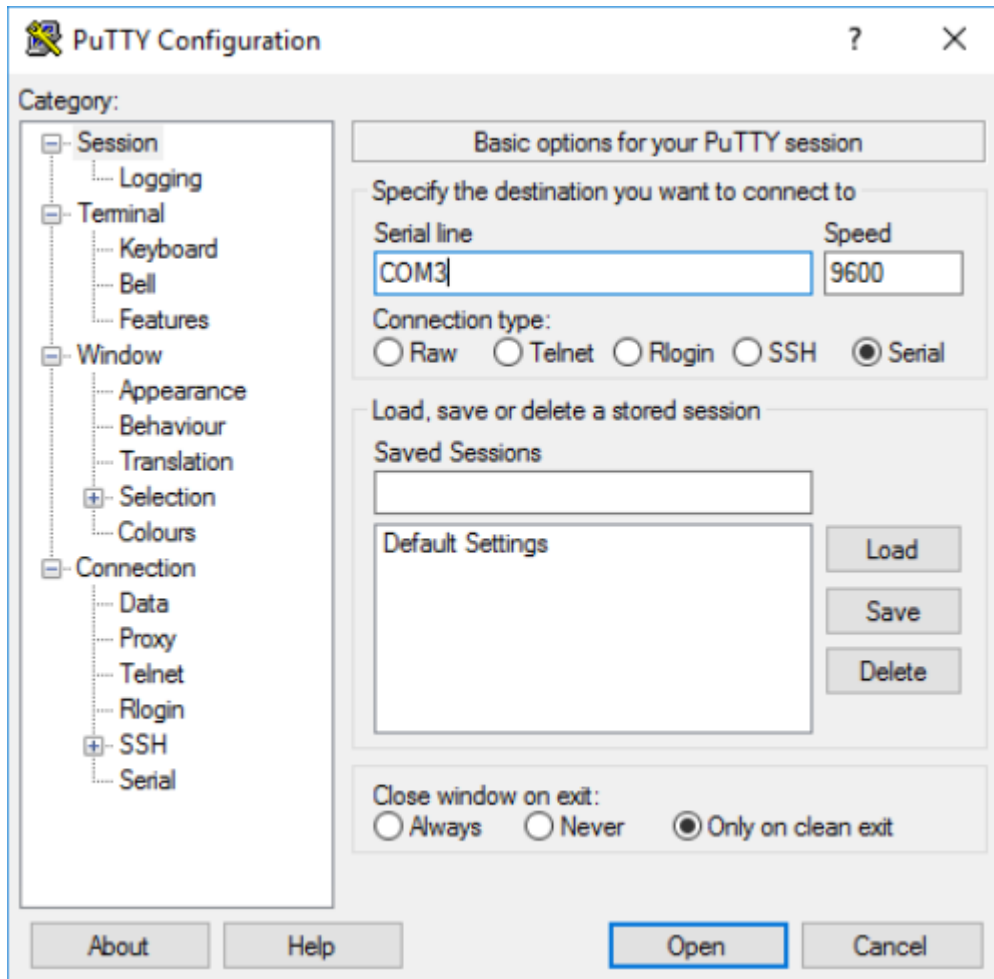 PuTTY Configuration
?
Category:
Session
Logging
Terminal
Keyboard
Bell
Features
Window
Appearance
Behaviour
Translation
Selection
Colours
Connection
Data
Proxy
Telnet
Rlogin
SSH
Serial
Basic options for your PuTTY session
Specify the destination you want to connect to
Serial line Speed
COM3 9600
Connection type:
Raw Telnet Rlogin SSH Serial
Load, save or delete a stored session
Saved Sessions
Default Settings
Load
Save
Delete
Close window on exit:
Always Never Only on clean exit
About Help Open Cancel